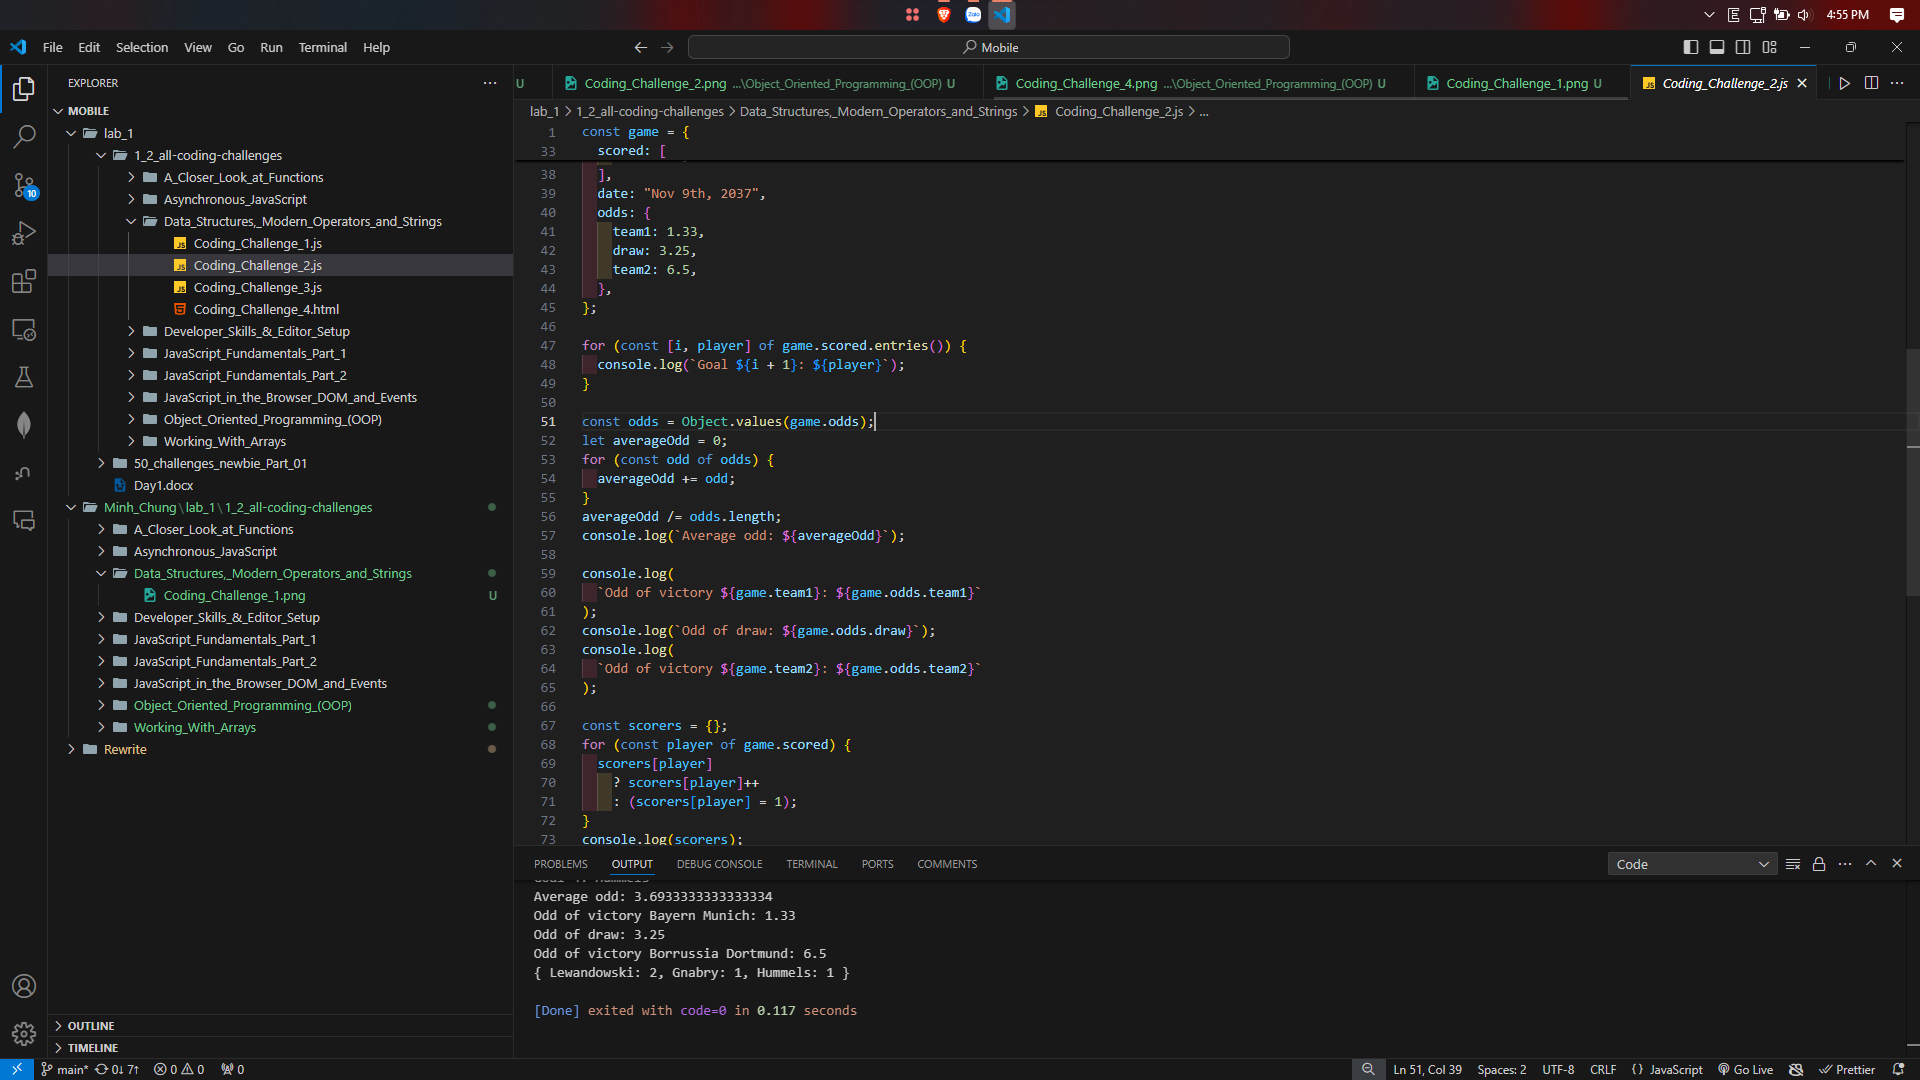 Zalo
4:55 PM
File Edit Selection View Go Run Terminal Help
Mobile
EXPLORER
U
Coding_Challenge_2.png ...\Object_Oriented_Programming_(OOP) U
Coding_Challenge_4.png ...\Object_Oriented_Programming_(OOP) U
Coding_Challenge_1.png U
JS Coding_Challenge_2.js
lab_1 > 1_2_all-coding-challenges > Data_Structures,_Modern_Operators_and_Strings > JS Coding_Challenge_2.js > ...
MOBILE
lab_1
1_2_all-coding-challenges
A_Closer_Look_at_Functions
Asynchronous_JavaScript
Data_Structures,_Modern_Operators_and_Strings
JS Coding_Challenge_1.js
JS Coding_Challenge_2.js
JS Coding_Challenge_3.js
Coding_Challenge_4.html
Developer_Skills_&_Editor_Setup
JavaScript_Fundamentals_Part_1
JavaScript_Fundamentals_Part_2
JavaScript_in_the_Browser_DOM_and_Events
Object_Oriented_Programming_(OOP)
Working_With_Arrays
50_challenges_newbie_Part_01
Day1.docx
Minh_Chung\lab_1\1_2_all-coding-challenges
A_Closer_Look_at_Functions
Asynchronous_JavaScript
Data_Structures,_Modern_Operators_and_Strings
Coding_Challenge_1.png U
Developer_Skills_&_Editor_Setup
JavaScript_Fundamentals_Part_1
JavaScript_Fundamentals_Part_2
JavaScript_in_the_Browser_DOM_and_Events
Object_Oriented_Programming_(OOP)
Working_With_Arrays
Rewrite
OUTLINE
TIMELINE
10
1 const game = {
33 scored: [
38 ],
39 date: "Nov 9th, 2037",
40 odds: {
41 team1: 1.33,
42 draw: 3.25,
43 team2: 6.5,
44 },
45 };
46
47 for (const [i, player] of game.scored.entries()) {
48 console.log(`Goal ${i + 1}: ${player}`);
49 }
50
51 const odds = Object.values(game.odds);
52 let averageOdd = 0;
53 for (const odd of odds) {
54 averageOdd += odd;
55 }
56 averageOdd /= odds.length;
57 console.log(`Average odd: ${averageOdd}`);
58
59 console.log(
60 `Odd of victory ${game.team1}: ${game.odds.team1}`
61 );
62 console.log(`Odd of draw: ${game.odds.draw}`);
63 console.log(
64 `Odd of victory ${game.team2}: ${game.odds.team2}`
65 );
66
67 const scorers = {};
68 for (const player of game.scored) {
69 scorers[player]
70 ? scorers[player]++
71 : (scorers[player] = 1);
72 }
73 console.log(scorers);
PROBLEMS OUTPUT DEBUG CONSOLE TERMINAL PORTS COMMENTS
Code
Average odd: 3.6933333333333334
Odd of victory Bayern Munich: 1.33
Odd of draw: 3.25
Odd of victory Borrussia Dortmund: 6.5
{ Lewandowski: 2, Gnabry: 1, Hummels: 1 }
[Done] exited with code=0 in 0.117 seconds
main* 0↓ 7↑ 0 0 0
Ln 51, Col 39 Spaces: 2 UTF-8 CRLF {} JavaScript Go Live Prettier